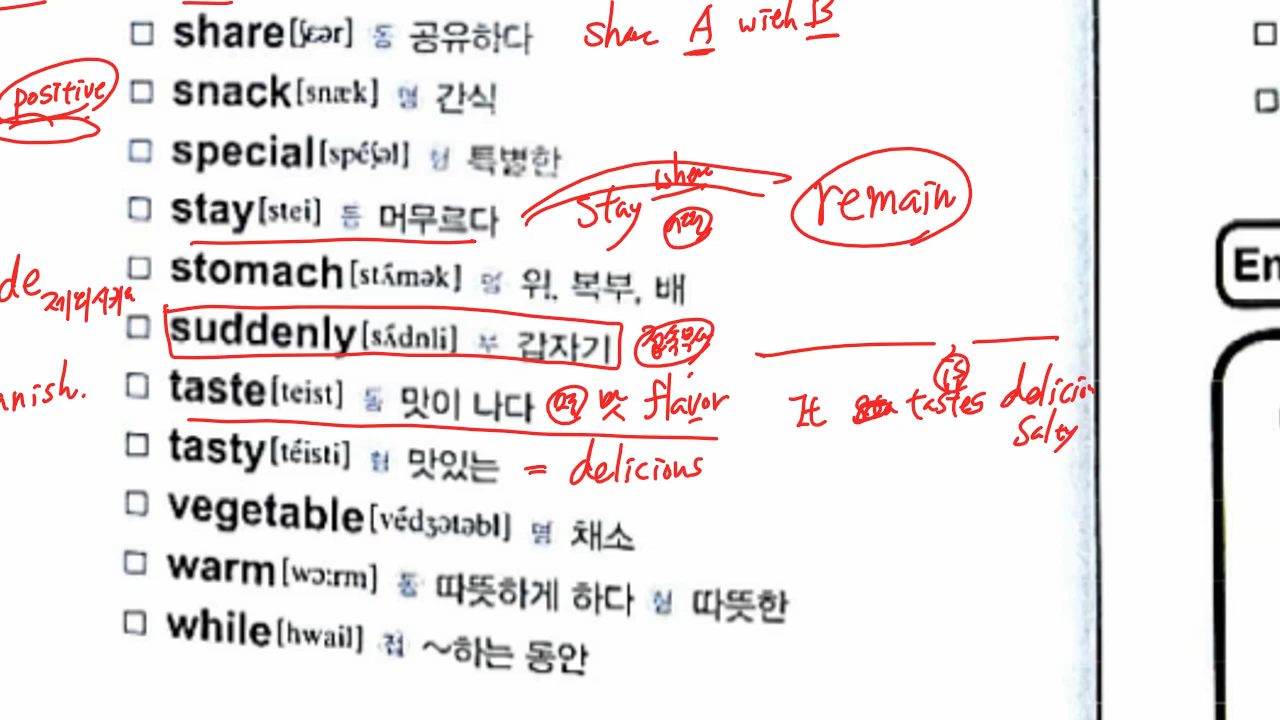 share[ʃɛər] 동 공유하다 share A with B
positive
snack[snæk] 명 간식
special[spéʃəl] 형 특별한
stay[stei] 동 머무르다 stay remain
stomach[stʌ́mək] 명 위, 복부, 배
suddenly[sʌ́dnli] 부 갑자기
taste[teist] 동 맛이 나다 맛 flavor
It tastes delicious
is
salty
tasty[téisti] 형 맛있는 = delicious
vegetable[védʒətəbl] 명 채소
warm[wɔːrm] 동 따뜻하게 하다 형 따뜻한
while[hwail] 접 ~하는 동안
En